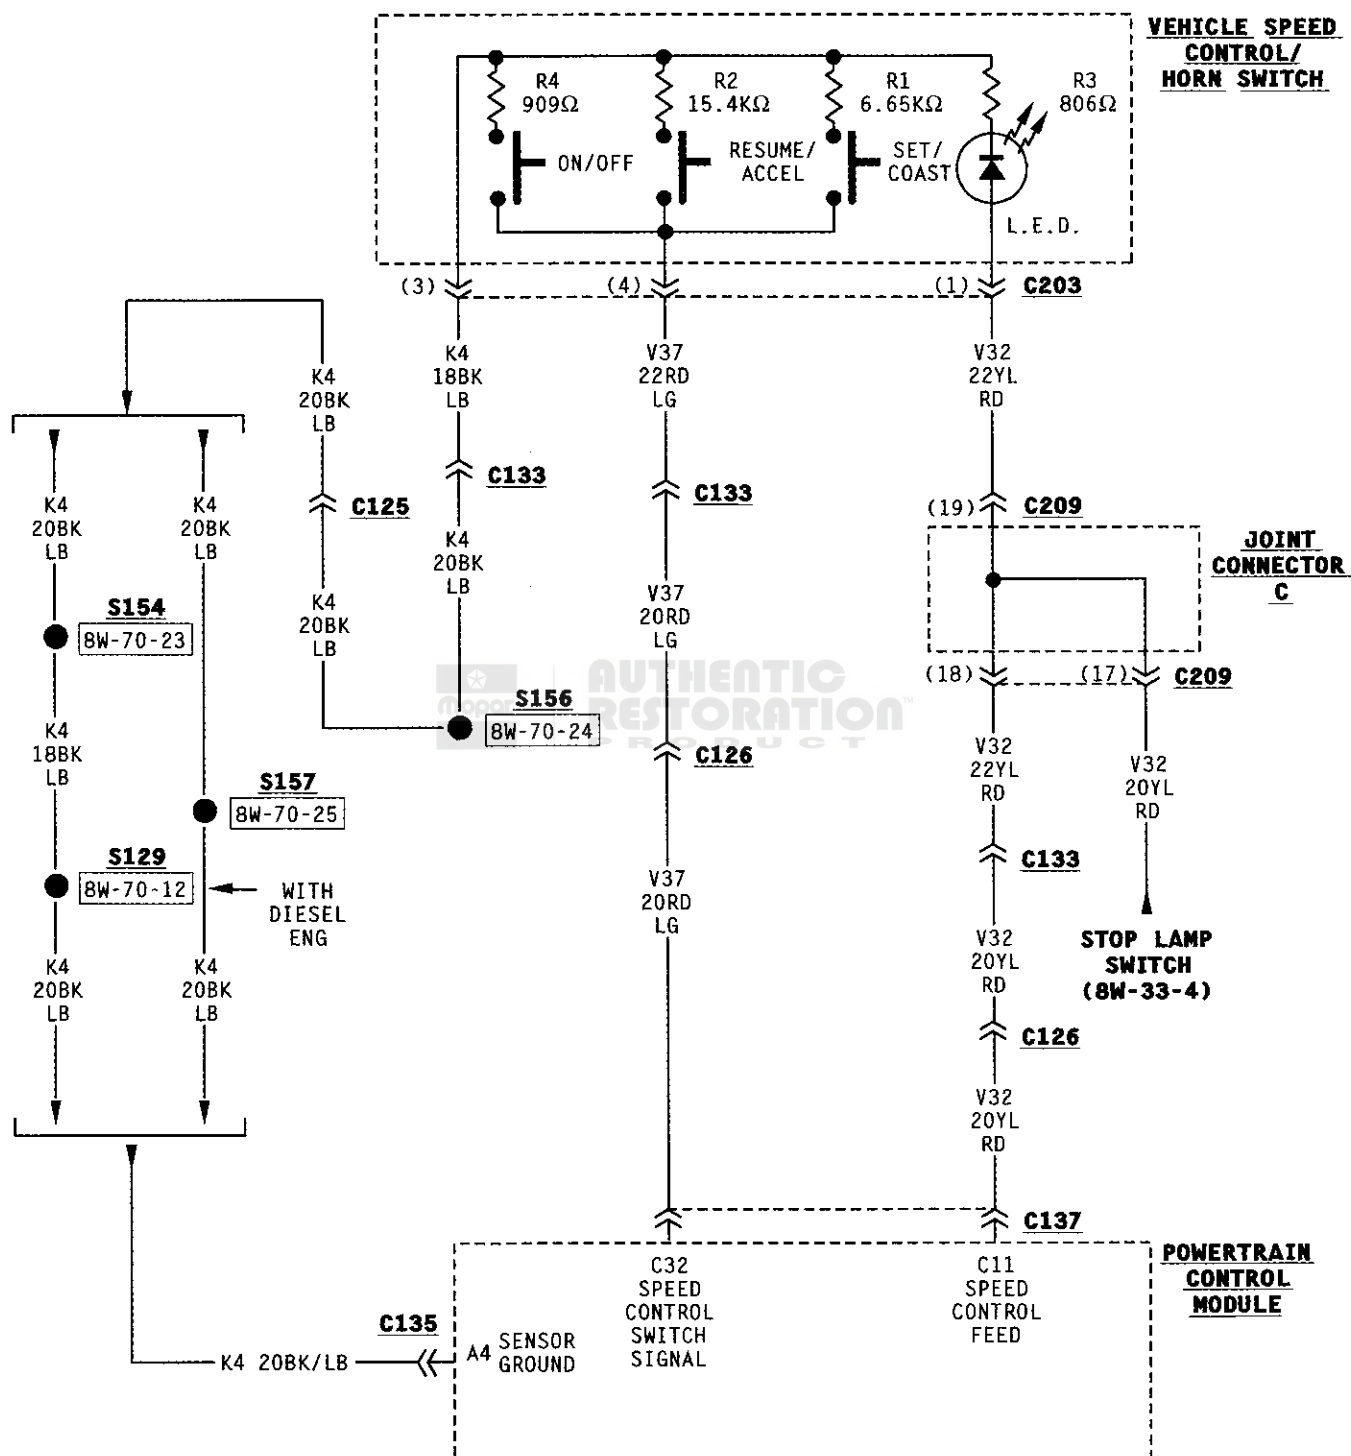 VEHICLE SPEED
CONTROL/
HORN SWITCH
R4
909Ω
R2
15.4KΩ
R1
6.65KΩ
R3
806Ω
ON/OFF
RESUME/
ACCEL
SET/
COAST
L.E.D.
(3)
(4)
(1)
C203
K4
20BK
LB
K4
18BK
LB
V37
22RD
LG
V32
22YL
RD
C125
C133
C133
(19)
C209
K4
20BK
LB
K4
20BK
LB
K4
20BK
LB
JOINT
CONNECTOR
C
S154
8W-70-23
K4
20BK
LB
V37
20RD
LG
(18)
(17)
C209
AUTHENTIC
RESTORATION™
PRODUCT
Mopar
S156
8W-70-24
K4
18BK
LB
C126
V32
22YL
RD
V32
20YL
RD
S157
8W-70-25
S129
8W-70-12
WITH
DIESEL
ENG
V37
20RD
LG
C133
STOP LAMP
SWITCH
(8W-33-4)
K4
20BK
LB
K4
20BK
LB
V32
20YL
RD
C126
V32
20YL
RD
C137
POWERTRAIN
CONTROL
MODULE
C32
SPEED
CONTROL
SWITCH
SIGNAL
C11
SPEED
CONTROL
FEED
C135
K4 20BK/LB
A4
SENSOR
GROUND